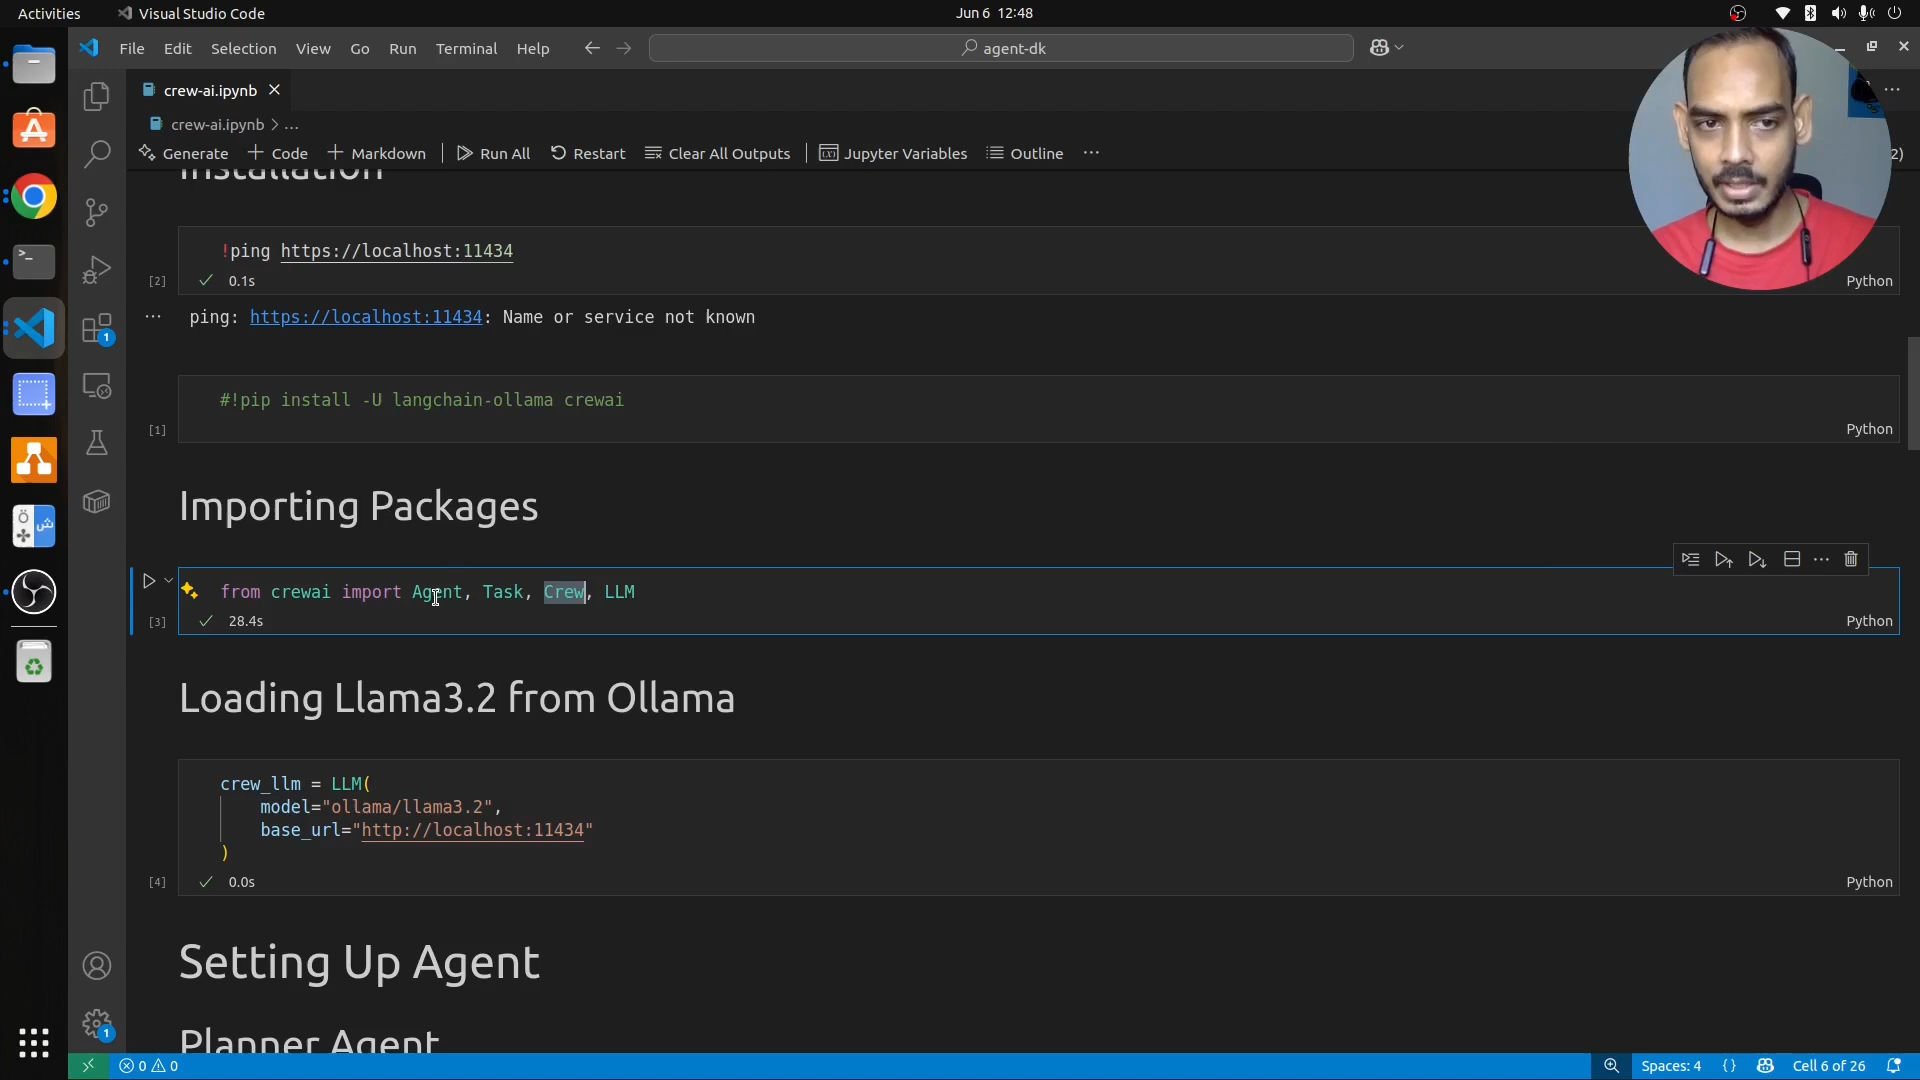 Activities
Visual Studio Code
Jun 6 12:48
File Edit Selection View Go Run Terminal Help
agent-dk
crew-ai.ipynb
crew-ai.ipynb > ...
Generate + Code + Markdown Run All Restart Clear All Outputs Jupyter Variables Outline ...
2)
Installation
!ping https://localhost:11434
[2] 0.1s Python
ping: https://localhost:11434: Name or service not known
#!pip install -U langchain-ollama crewai
[1] Python
Importing Packages
from crewai import Agent, Task, Crew, LLM
[3] 28.4s Python
Loading Llama3.2 from Ollama
crew_llm = LLM(
model="ollama/llama3.2",
base_url="http://localhost:11434"
)
[4] 0.0s Python
Setting Up Agent
Planner Agent
1
1
0 0
Spaces: 4 {} Cell 6 of 26